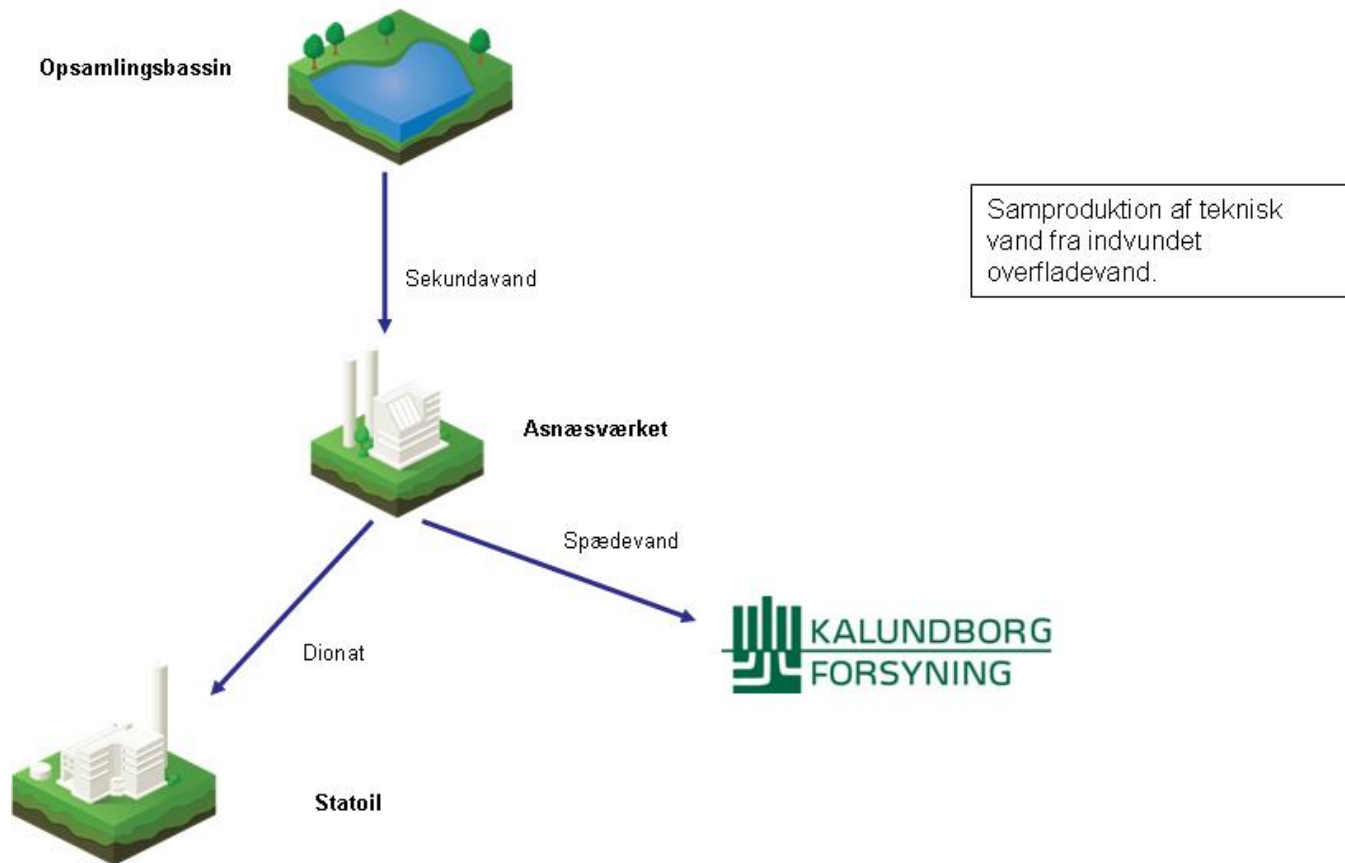 Opsamlingsbassin
Samproduktion af teknisk
vand fra indvundet
overfladevand.
Sekundavand
Asnæsværket
Spædevand
KALUNDBORG
FORSYNING
Dionat
Statoil